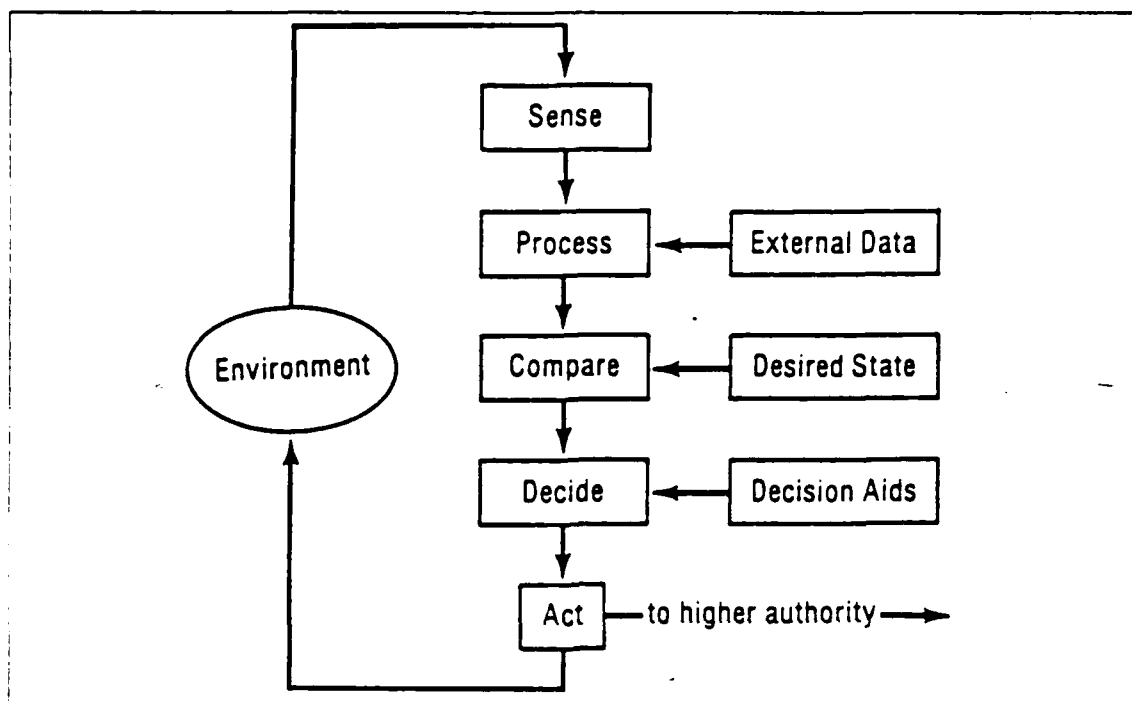 Sense
Process
External Data
Environment
Compare
Desired State
Decide
Decision Aids
Act
to higher authority